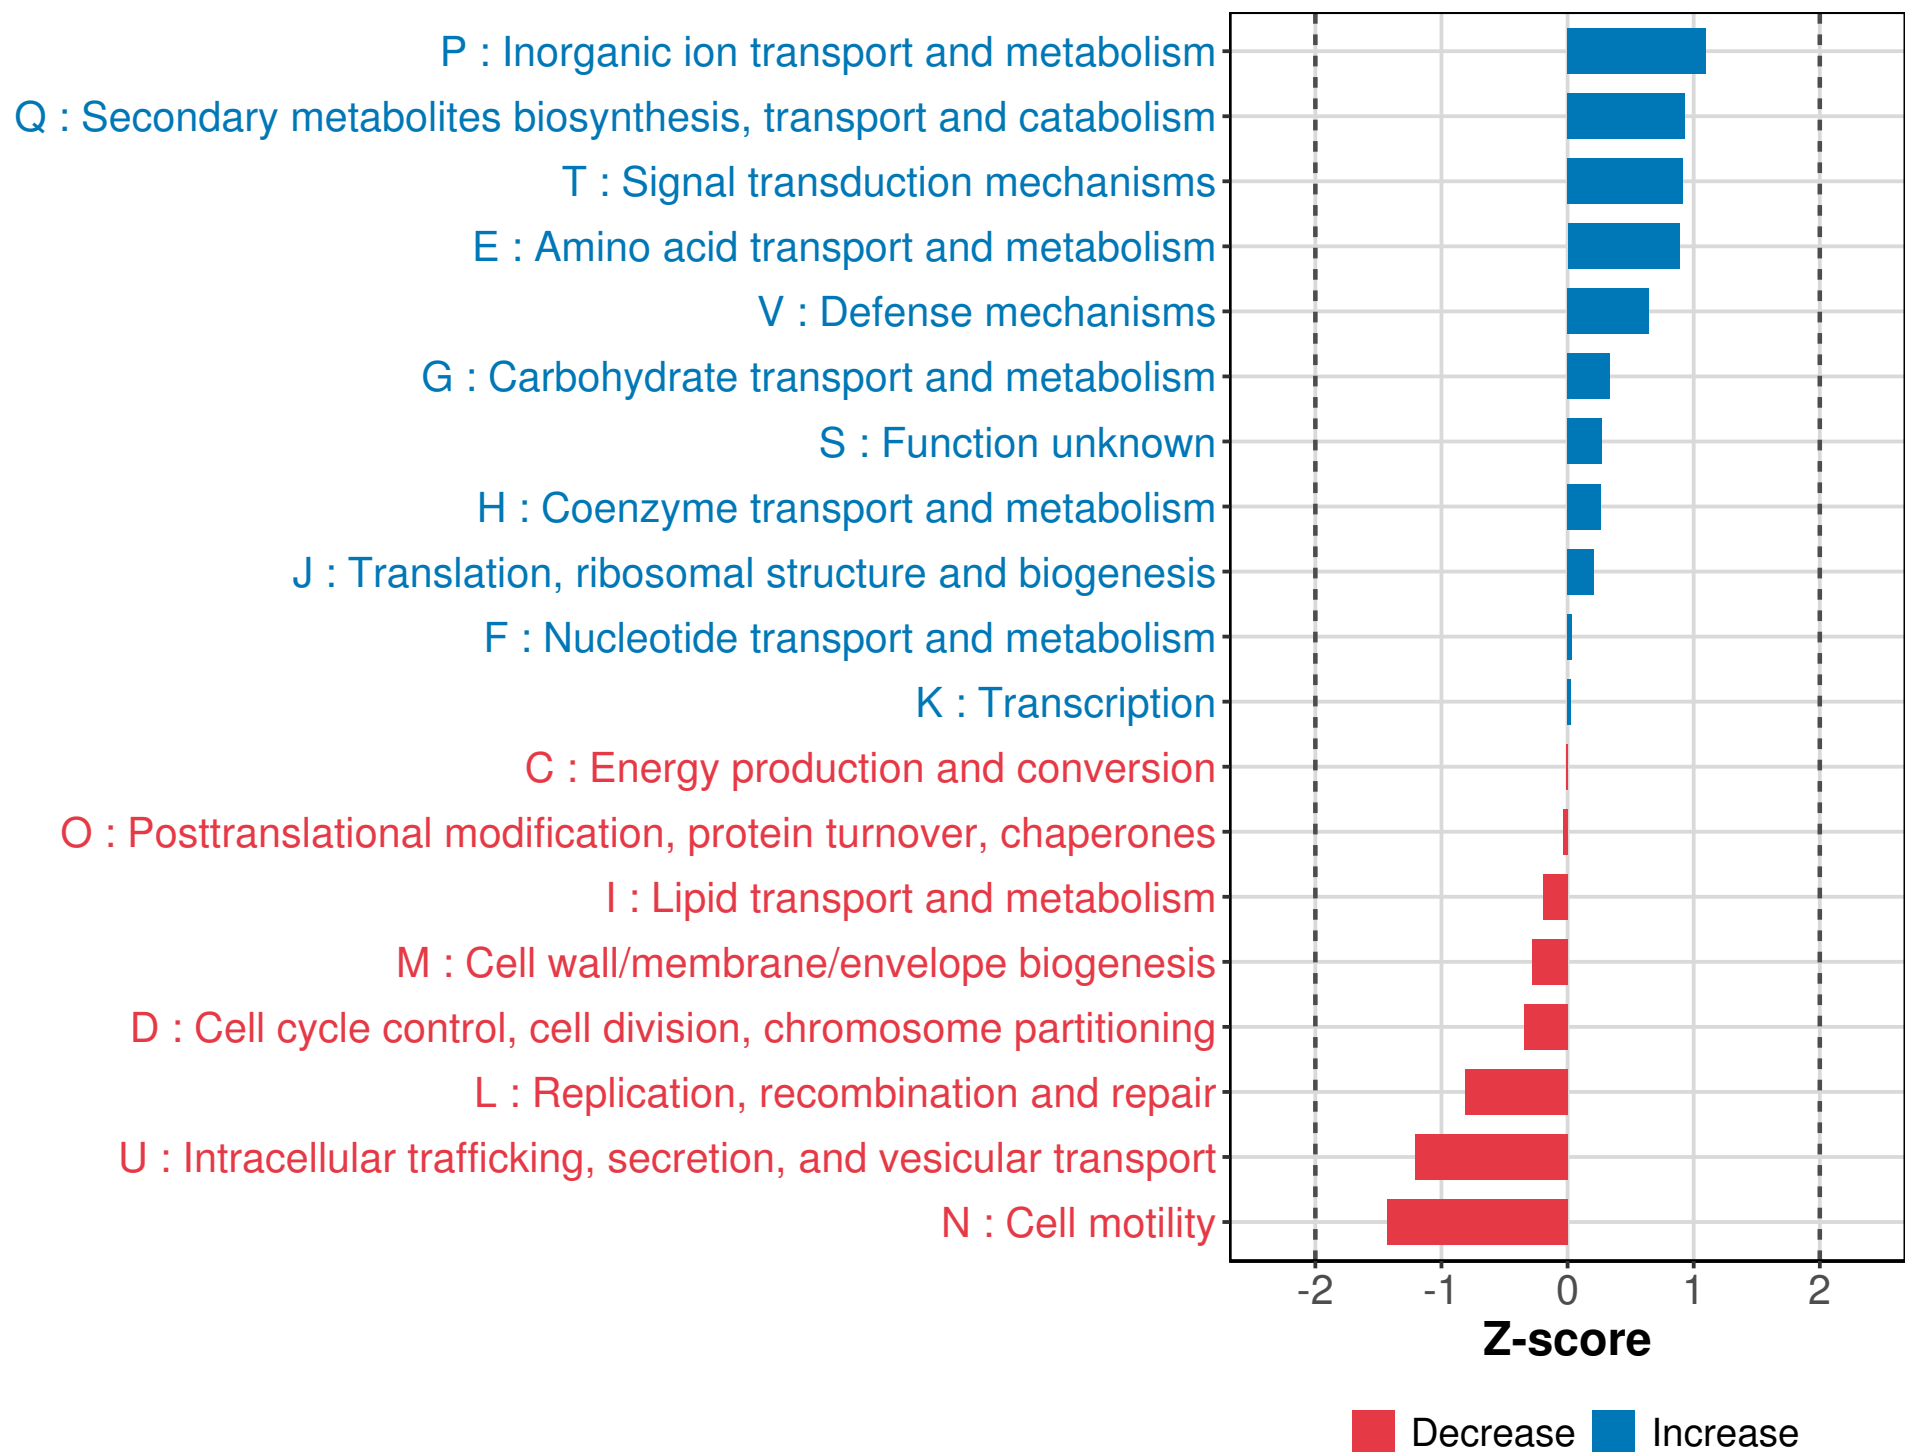 P : Inorganic ion transport and metabolism
Q : Secondary metabolites biosynthesis, transport and catabolism
T : Signal transduction mechanisms
E : Amino acid transport and metabolism
V : Defense mechanisms
G : Carbohydrate transport and metabolism
S : Function unknown
H : Coenzyme transport and metabolism
J : Translation, ribosomal structure and biogenesis
F : Nucleotide transport and metabolism
K : Transcription
C : Energy production and conversion
O : Posttranslational modification, protein turnover, chaperones
I : Lipid transport and metabolism
M : Cell wall/membrane/envelope biogenesis
D : Cell cycle control, cell division, chromosome partitioning
L : Replication, recombination and repair
U : Intracellular trafficking, secretion, and vesicular transport
N : Cell motility
-2 -1 0 1 2
Z-score
Decrease Increase